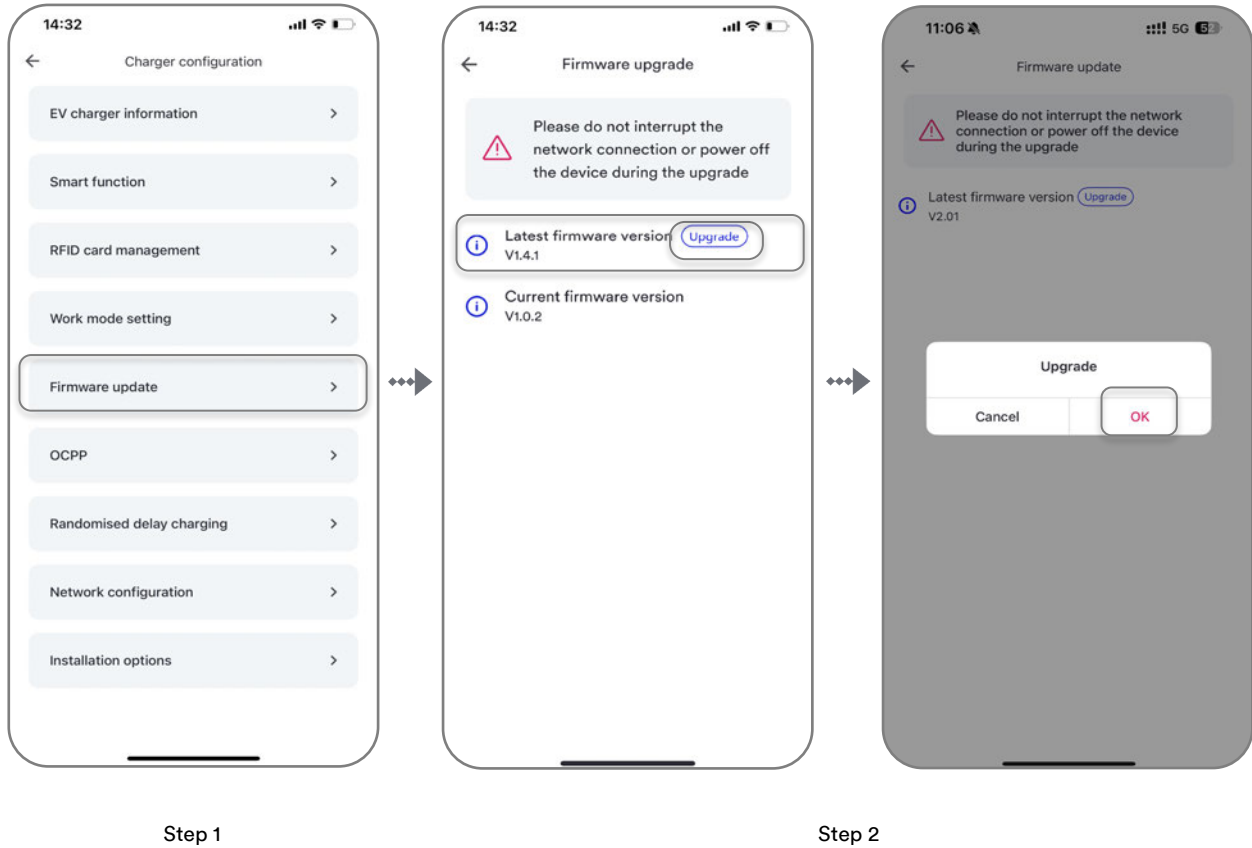 14:32
Charger configuration
EV charger information
Smart function
RFID card management
Work mode setting
Firmware update
OCPP
Randomised delay charging
Network configuration
Installation options
14:32
Firmware upgrade
Please do not interrupt the
network connection or power off
the device during the upgrade
Latest firmware version Upgrade
V1.4.1
Current firmware version
V1.0.2
11:06 5G 52
Firmware update
Please do not interrupt the network
connection or power off the device
during the upgrade
Latest firmware version Upgrade
V2.01
Upgrade
Cancel OK
Step 1
Step 2